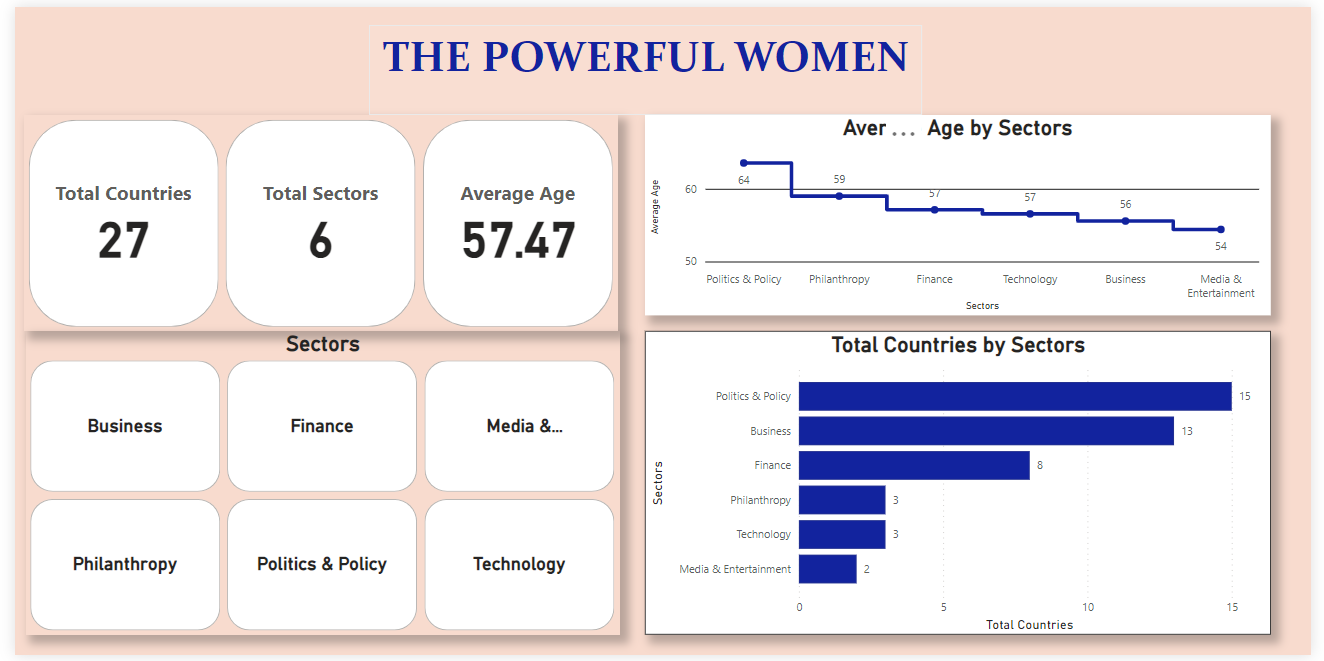 THE POWERFUL WOMEN
Total Countries
27
Total Sectors
6
Average Age
57.47
Sectors
Business
Finance
Media &...
Philanthropy
Politics & Policy
Technology
Aver ... Age by Sectors
Average Age
60
50
64
59
57
57
56
54
Politics & Policy
Philanthropy
Finance
Technology
Business
Media &
Entertainment
Sectors
Total Countries by Sectors
Sectors
Politics & Policy
15
Business
13
Finance
8
Philanthropy
3
Technology
3
Media & Entertainment
2
0
5
10
15
Total Countries